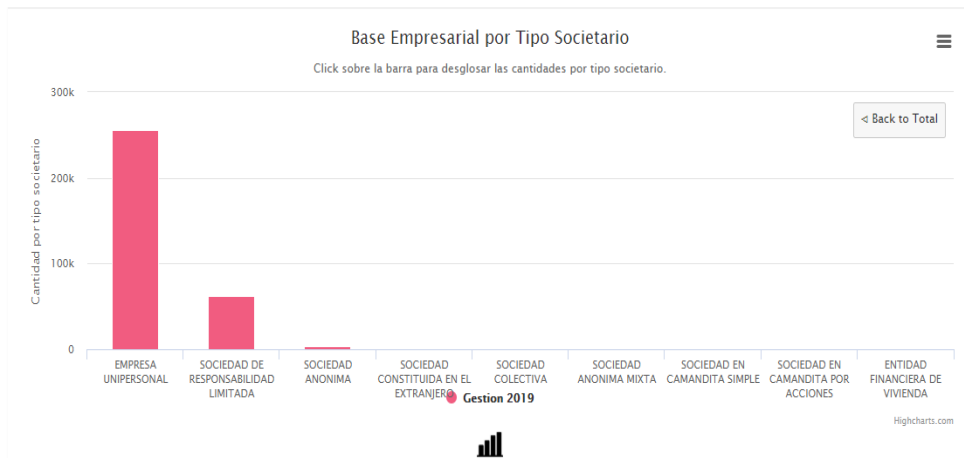 Base Empresarial por Tipo Societario
Click sobre la barra para desglosar las cantidades por tipo societario.
◃ Back to Total
Cantidad por tipo societario
300k
200k
100k
0
EMPRESA
UNIPERSONAL
SOCIEDAD DE
RESPONSABILIDAD
LIMITADA
SOCIEDAD
ANONIMA
SOCIEDAD
CONSTITUIDA EN EL
EXTRANJERO
SOCIEDAD
COLECTIVA
SOCIEDAD
ANONIMA MIXTA
SOCIEDAD EN
CAMANDITA SIMPLE
SOCIEDAD EN
CAMANDITA POR
ACCIONES
ENTIDAD
FINANCIERA DE
VIVIENDA
Gestion 2019
Highcharts.com